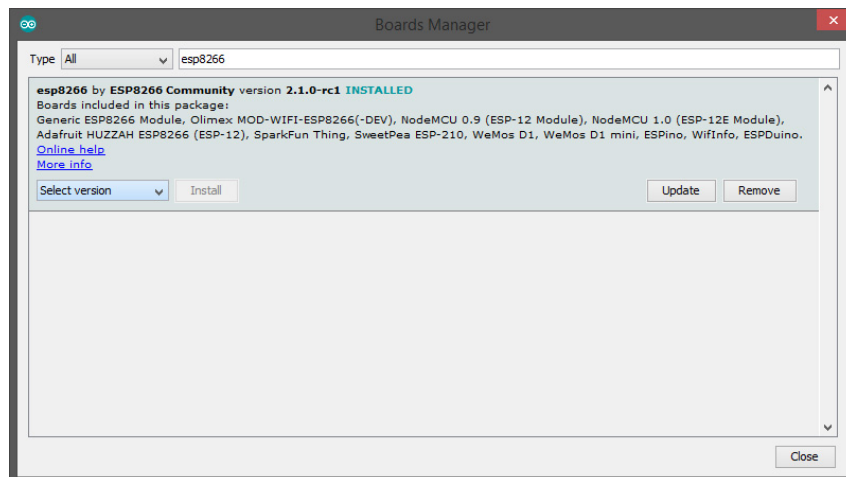 Boards Manager
Type All esp8266
esp8266 by ESP8266 Community version 2.1.0-rc1 INSTALLED
Boards included in this package:
Generic ESP8266 Module, Olimex MOD-WIFI-ESP8266(-DEV), NodeMCU 0.9 (ESP-12 Module), NodeMCU 1.0 (ESP-12E Module),
Adafruit HUZZAH ESP8266 (ESP-12), SparkFun Thing, SweetPea ESP-210, WeMos D1, WeMos D1 mini, ESPino, WifInfo, ESPDuino.
Online help
More info
Select version Install Update Remove
Close